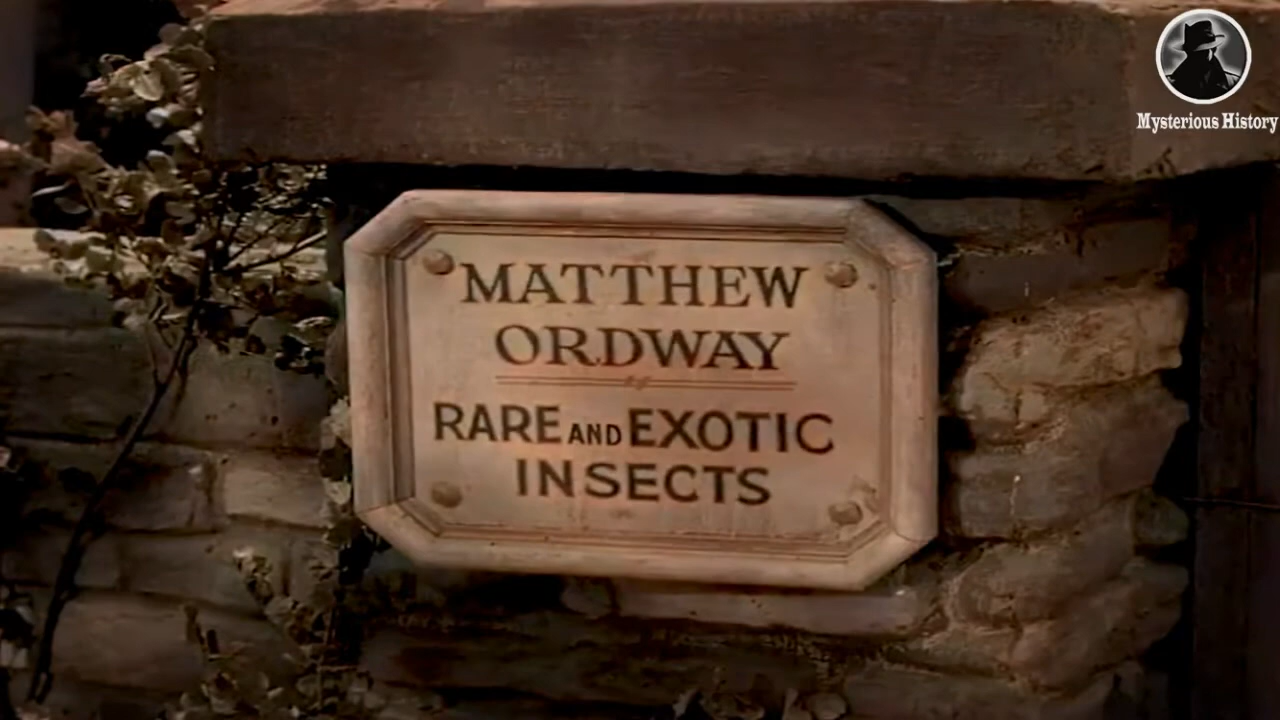 Mysterious History
MATTHEW
ORDWAY
RARE AND EXOTIC
INSECTS